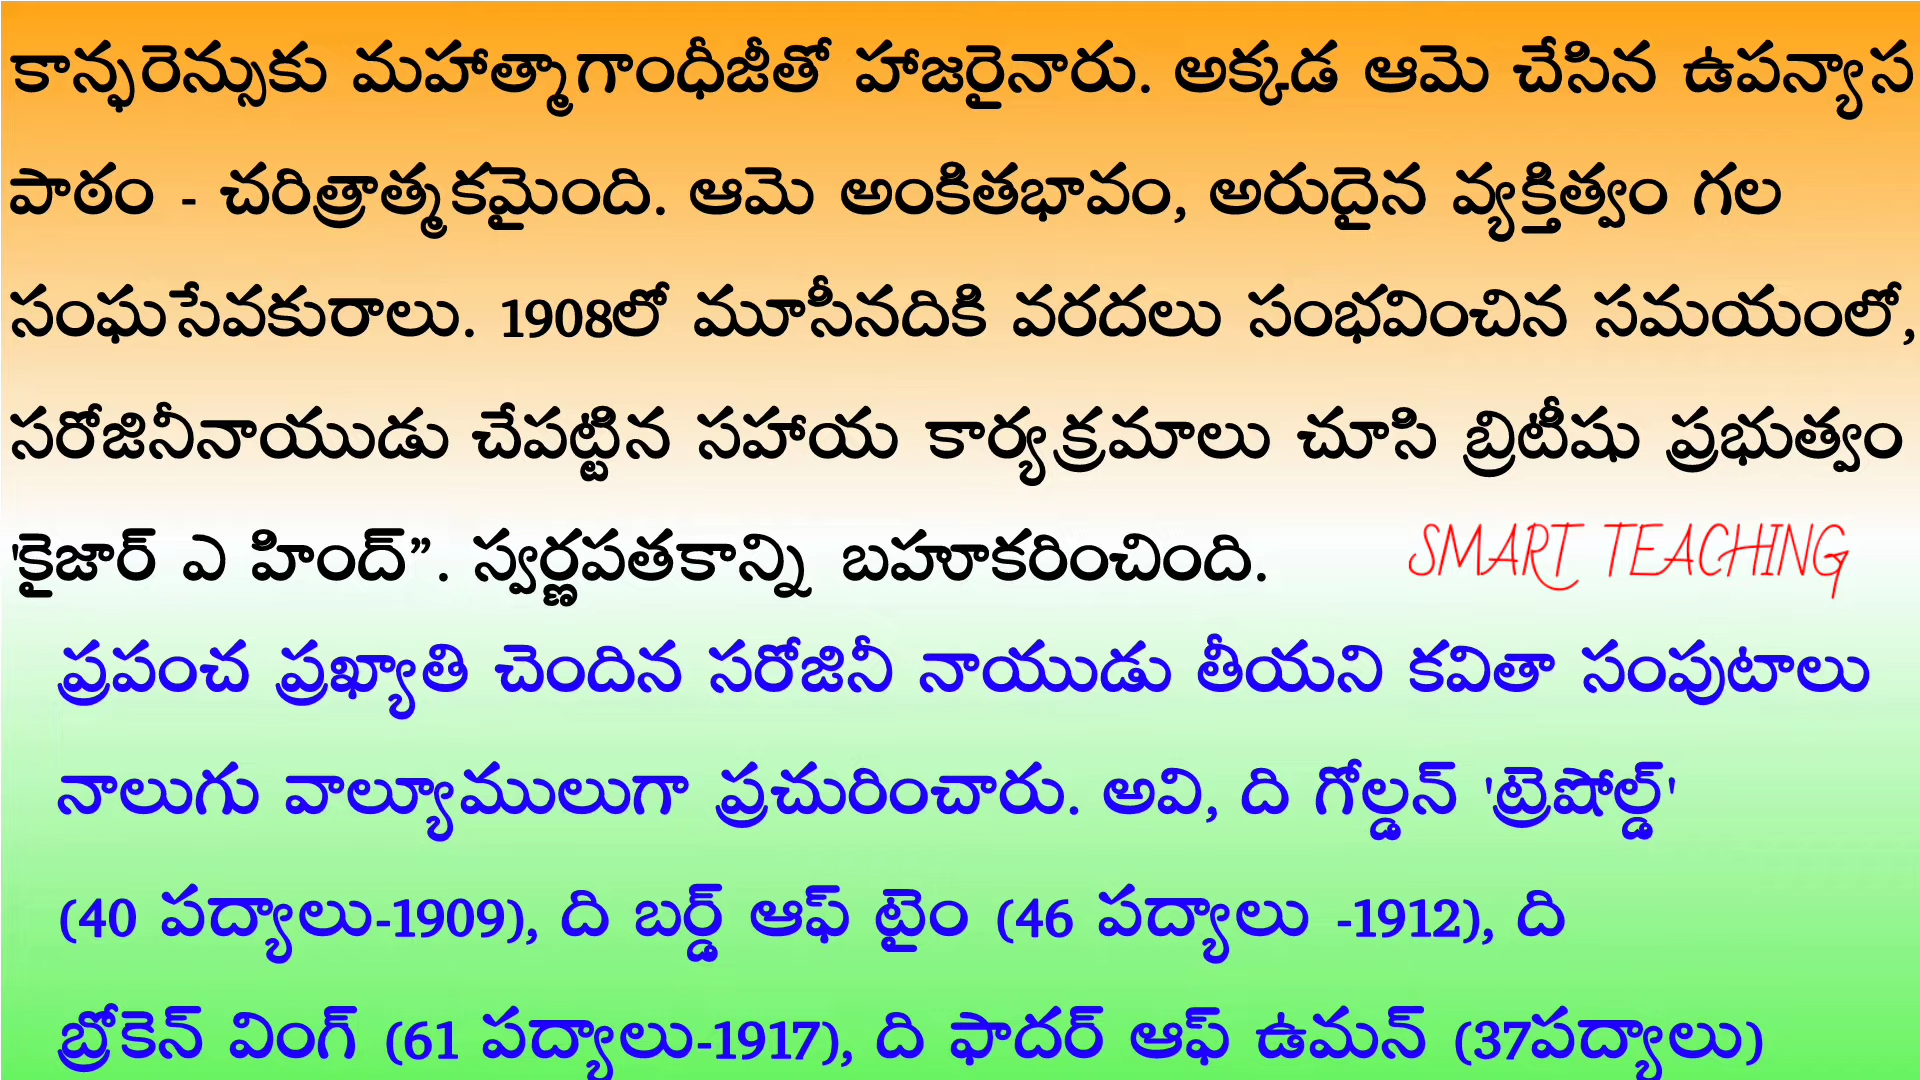 కాన్ఫరెన్సుకు మహాత్మాగాంధీజీతో హాజరైనారు. అక్కడ ఆమె చేసిన ఉపన్యాస
పాఠం - చరిత్రాత్మకమైంది. ఆమె అంకితభావం, అరుదైన వ్యక్తిత్వం గల
సంఘసేవకురాలు. 1908లో మూసీనదికి వరదలు సంభవించిన సమయంలో,
సరోజినీనాయుడు చేపట్టిన సహాయ కార్యక్రమాలు చూసి బ్రిటీషు ప్రభుత్వం
'కైజార్ ఎ హింద్”. స్వర్ణపతకాన్ని బహూకరించింది.
SMART TEACHING
ప్రపంచ ప్రఖ్యాతి చెందిన సరోజినీ నాయుడు తీయని కవితా సంపుటాలు
నాలుగు వాల్యూములుగా ప్రచురించారు. అవి, ది గోల్డన్ 'ట్రెషోల్డ్'
(40 పద్యాలు-1909), ది బర్డ్ ఆఫ్ టైం (46 పద్యాలు -1912), ది
బ్రోకెన్ వింగ్ (61 పద్యాలు-1917), ది ఫాదర్ ఆఫ్ ఉమన్ (37పద్యాలు)